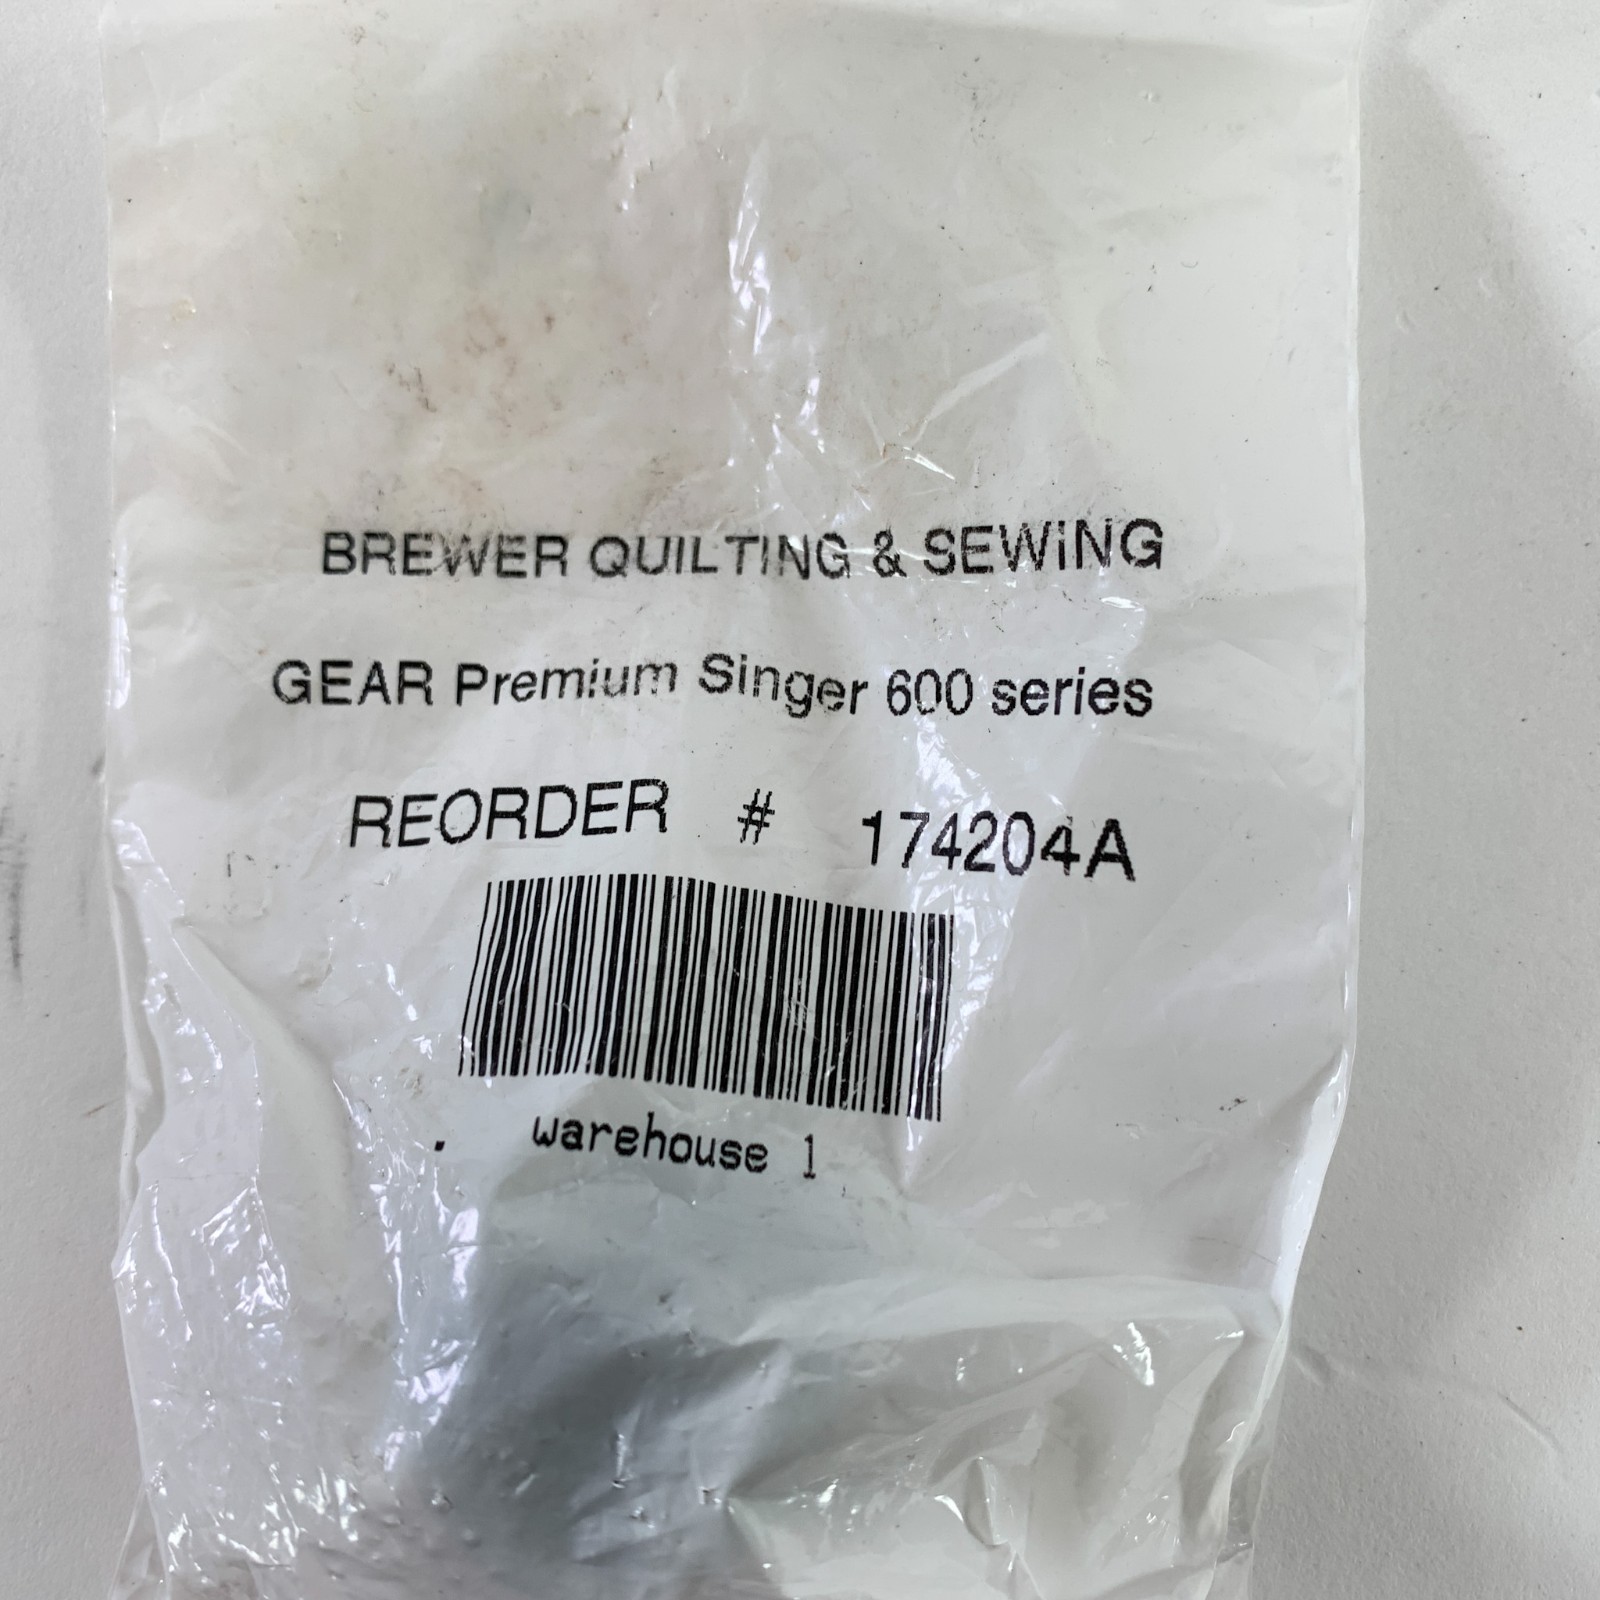 BREWER QUILTING & SEWING
GEAR Premium Singer 600 series
REORDER # 174204A
warehouse 1